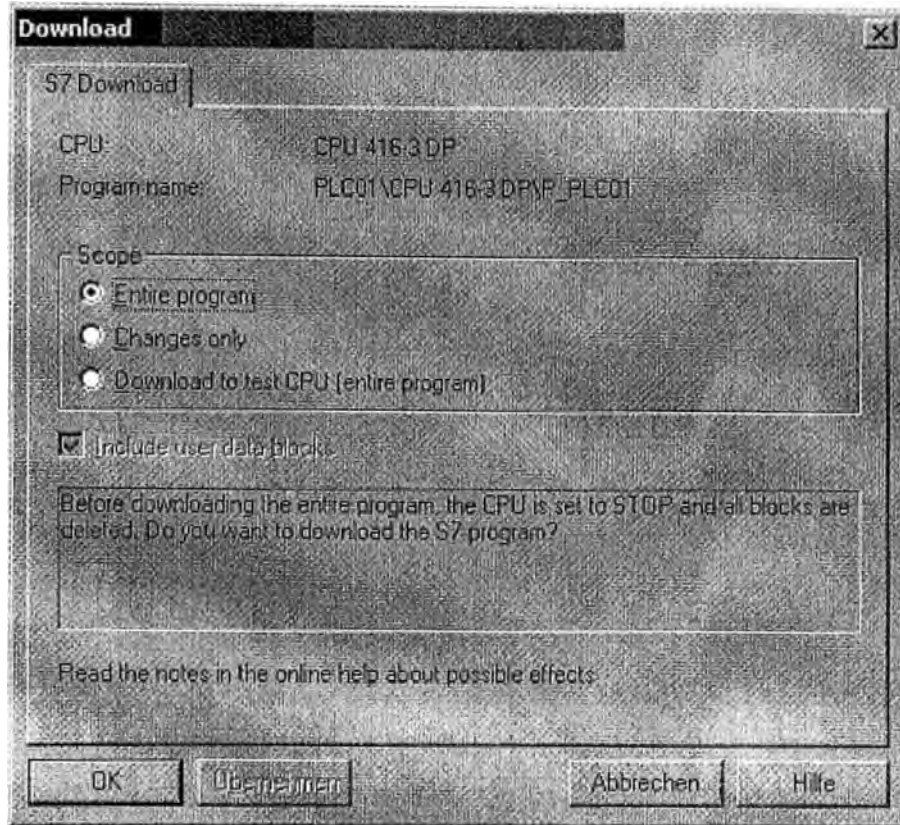 Download
S7 Download
CPU: CPU 416-3 DP
Program name: PLC01\CPU 416-3 DP\P_PLC01
Scope
Entire program
Changes only
Download to test CPU (entire program)
Include user data blocks
Before downloading the entire program, the CPU is set to STOP and all blocks are
deleted. Do you want to download the S7 program?
Read the notes in the online help about possible effects
OK Übernehmen Abbrechen Hilfe